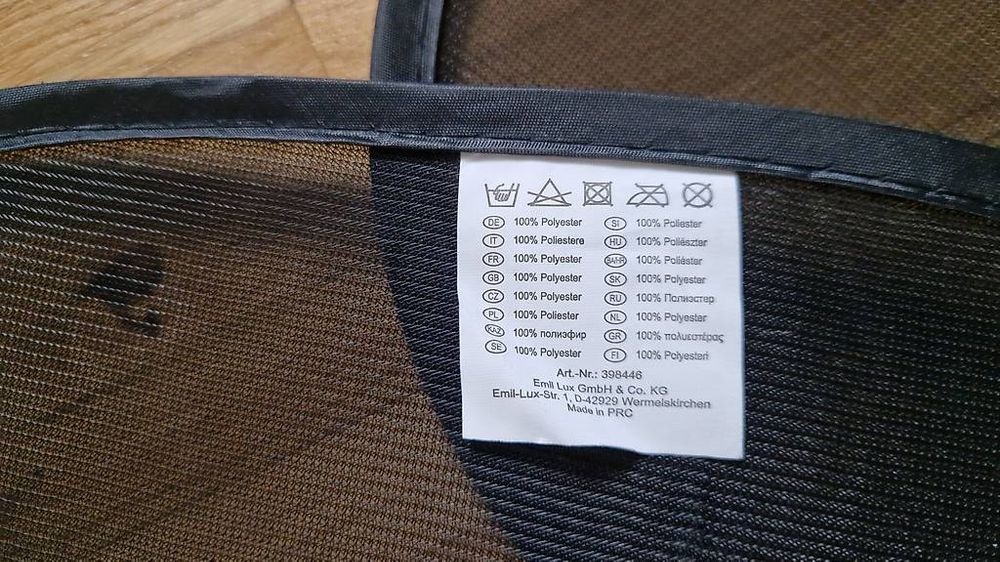 DE 100% Polyester
IT 100% Poliestere
FR 100% Polyester
GB 100% Polyester
CZ 100% Polyester
PL 100% Poliester
KAZ 100% полиэфир
SE 100% Polyester
SI 100% Poliester
HU 100% Poliészter
BA/HR 100% Poliéster
SK 100% Polyester
RU 100% Полиэстер
NL 100% Polyester
GR 100% πολυεστέρας
FI 100% Polyesteri
Art.-Nr.: 398446
Emil Lux GmbH & Co. KG
Emil-Lux-Str. 1, D-42929 Wermelskirchen
Made in PRC